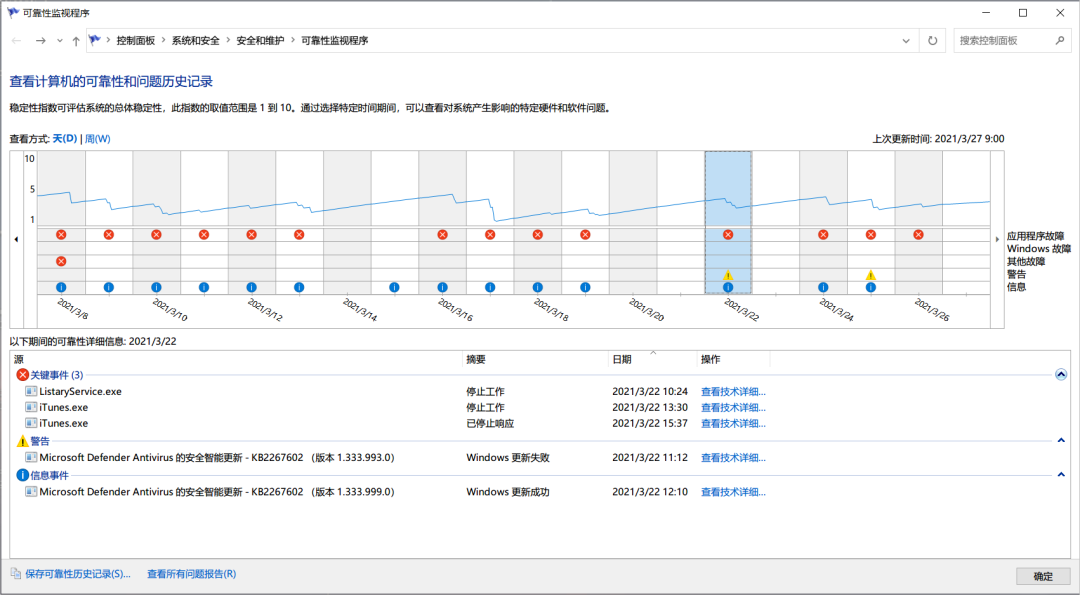 可靠性监视程序
控制面板 系统和安全 安全和维护 可靠性监视程序
搜索控制面板
查看计算机的可靠性和问题历史记录
稳定性指数可评估系统的总体稳定性，此指数的取值范围是 1 到 10。通过选择特定时间期间，可以查看对系统产生影响的特定硬件和软件问题。
查看方式: 天(D) | 周(W)
上次更新时间: 2021/3/27 9:00
10
5
1
应用程序故障
Windows 故障
其他故障
警告
信息
2021/3/8
2021/3/10
2021/3/12
2021/3/14
2021/3/16
2021/3/18
2021/3/20
2021/3/22
2021/3/24
2021/3/26
以下期间的可靠性详细信息: 2021/3/22
源 摘要 日期 操作
关键事件 (3)
ListaryService.exe 停止工作 2021/3/22 10:24 查看技术详细...
iTunes.exe 停止工作 2021/3/22 13:30 查看技术详细...
iTunes.exe 已停止响应 2021/3/22 15:37 查看技术详细...
警告
Microsoft Defender Antivirus 的安全智能更新 - KB2267602 （版本 1.333.993.0） Windows 更新失败 2021/3/22 11:12 查看技术详细...
信息事件
Microsoft Defender Antivirus 的安全智能更新 - KB2267602 （版本 1.333.999.0） Windows 更新成功 2021/3/22 12:10 查看技术详细...
保存可靠性历史记录(S)... 查看所有问题报告(R)
确定